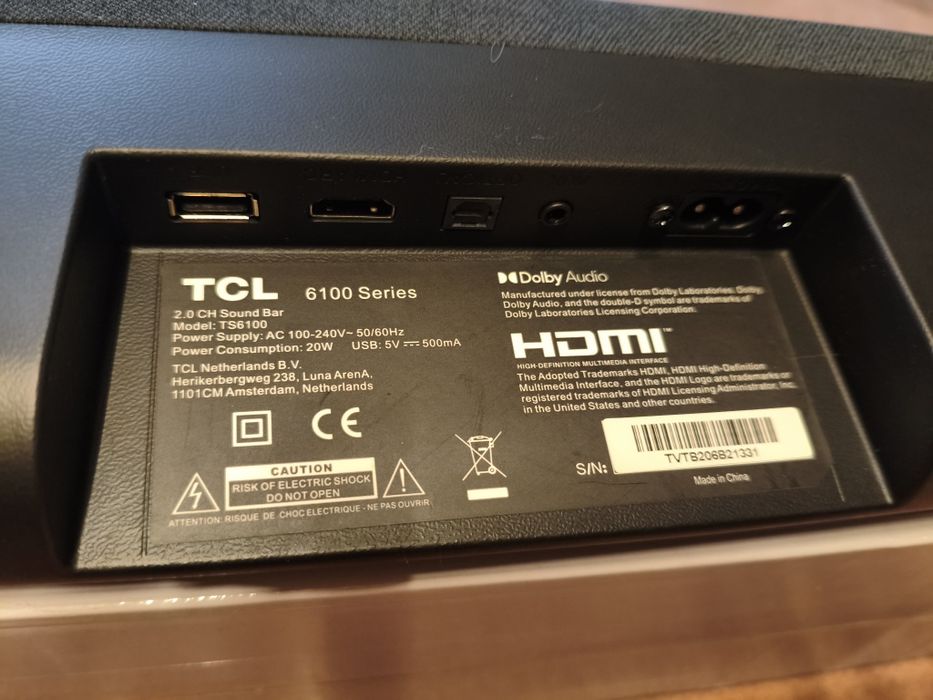 TCL 6100 Series
2.0 CH Sound Bar
Model: TS6100
Power Supply: AC 100-240V~ 50/60Hz
Power Consumption: 20W USB: 5V 500mA
TCL Netherlands B.V.
Herikerbergweg 238, Luna ArenA,
1101CM Amsterdam, Netherlands
CE
CAUTION
RISK OF ELECTRIC SHOCK
DO NOT OPEN
ATTENTION: RISQUE DE CHOC ELECTRIQUE - NE PAS OUVRIR
Dolby Audio
Manufactured under license from Dolby Laboratories. Dolby,
Dolby Audio, and the double-D symbol are trademarks of
Dolby Laboratories Licensing Corporation.
HDMI™
HIGH-DEFINITION MULTIMEDIA INTERFACE
The Adopted Trademarks HDMI, HDMI High-Definition
Multimedia Interface, and the HDMI Logo are trademarks or
registered trademarks of HDMI Licensing Administrator, Inc.
in the United States and other countries.
S/N:
TVTB206B21331
Made in China